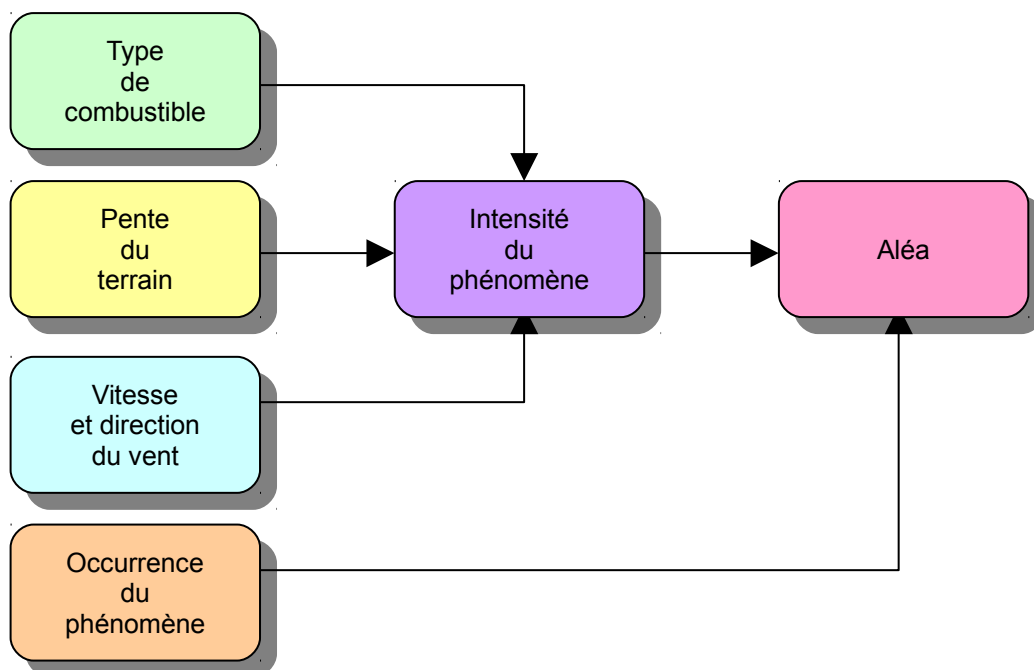 Type
de
combustible
Pente
du
terrain
Intensité
du
phénomène
Aléa
Vitesse
et direction
du vent
Occurrence
du
phénomène